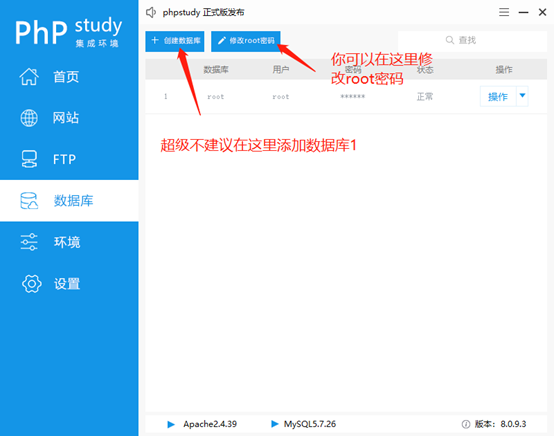 PhP study
集成环境
phpstudy 正式版发布
首页
网站
FTP
数据库
环境
设置
创建数据库
修改root密码
查找
你可以在这里修
改root密码
数据库 用户 密码 状态 操作
1 root root ****** 正常 操作
超级不建议在这里添加数据库1
Apache2.4.39 MySQL5.7.26 版本: 8.0.9.3